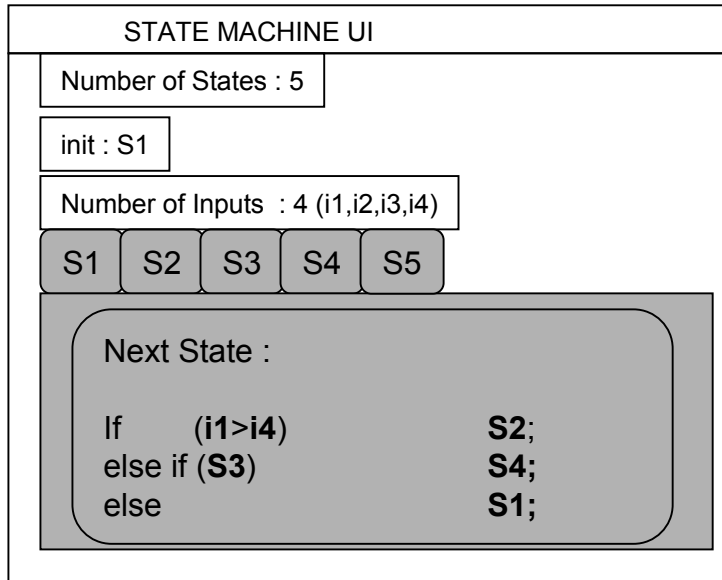 STATE MACHINE UI
Number of States : 5
init : S1
Number of Inputs : 4 (i1,i2,i3,i4)
S1 S2 S3 S4 S5
Next State :
If (i1>i4) S2;
else if (S3) S4;
else S1;